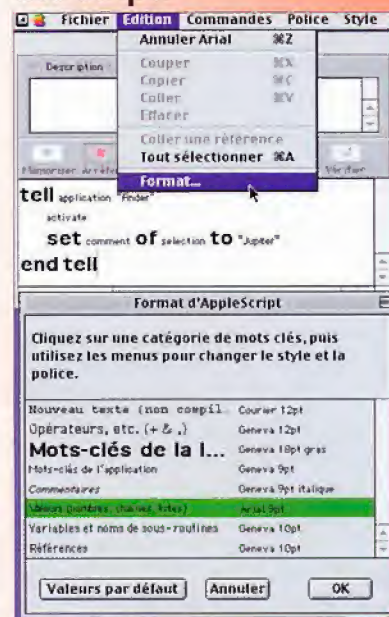 Fichier Edition Commandes Police Style
Annuler Arial ⌘Z
Couper ⌘X
Copier ⌘C
Coller ⌘V
Effacer
Coller une référence
Tout sélectionner ⌘A
Format...
Description
Vérifier
tell application "Finder"
activate
set comment of selection to "Jupiter"
end tell
Format d'AppleScript
Cliquez sur une catégorie de mots clés, puis
utilisez les menus pour changer le style et la
police.
Nouveau texte (non compil. Courier 12pt
Opérateurs, etc. (+ & ,) Geneva 12pt
Mots-clés de la l... Geneva 18pt gras
Mots-clés de l'application Geneva 9pt
Commentaires Geneva 9pt italique
Valeurs (nombres, chaînes, listes) Arial 9pt
Variables et noms de sous-routines Geneva 10pt
Références Geneva 10pt
Valeurs par défaut Annuler OK